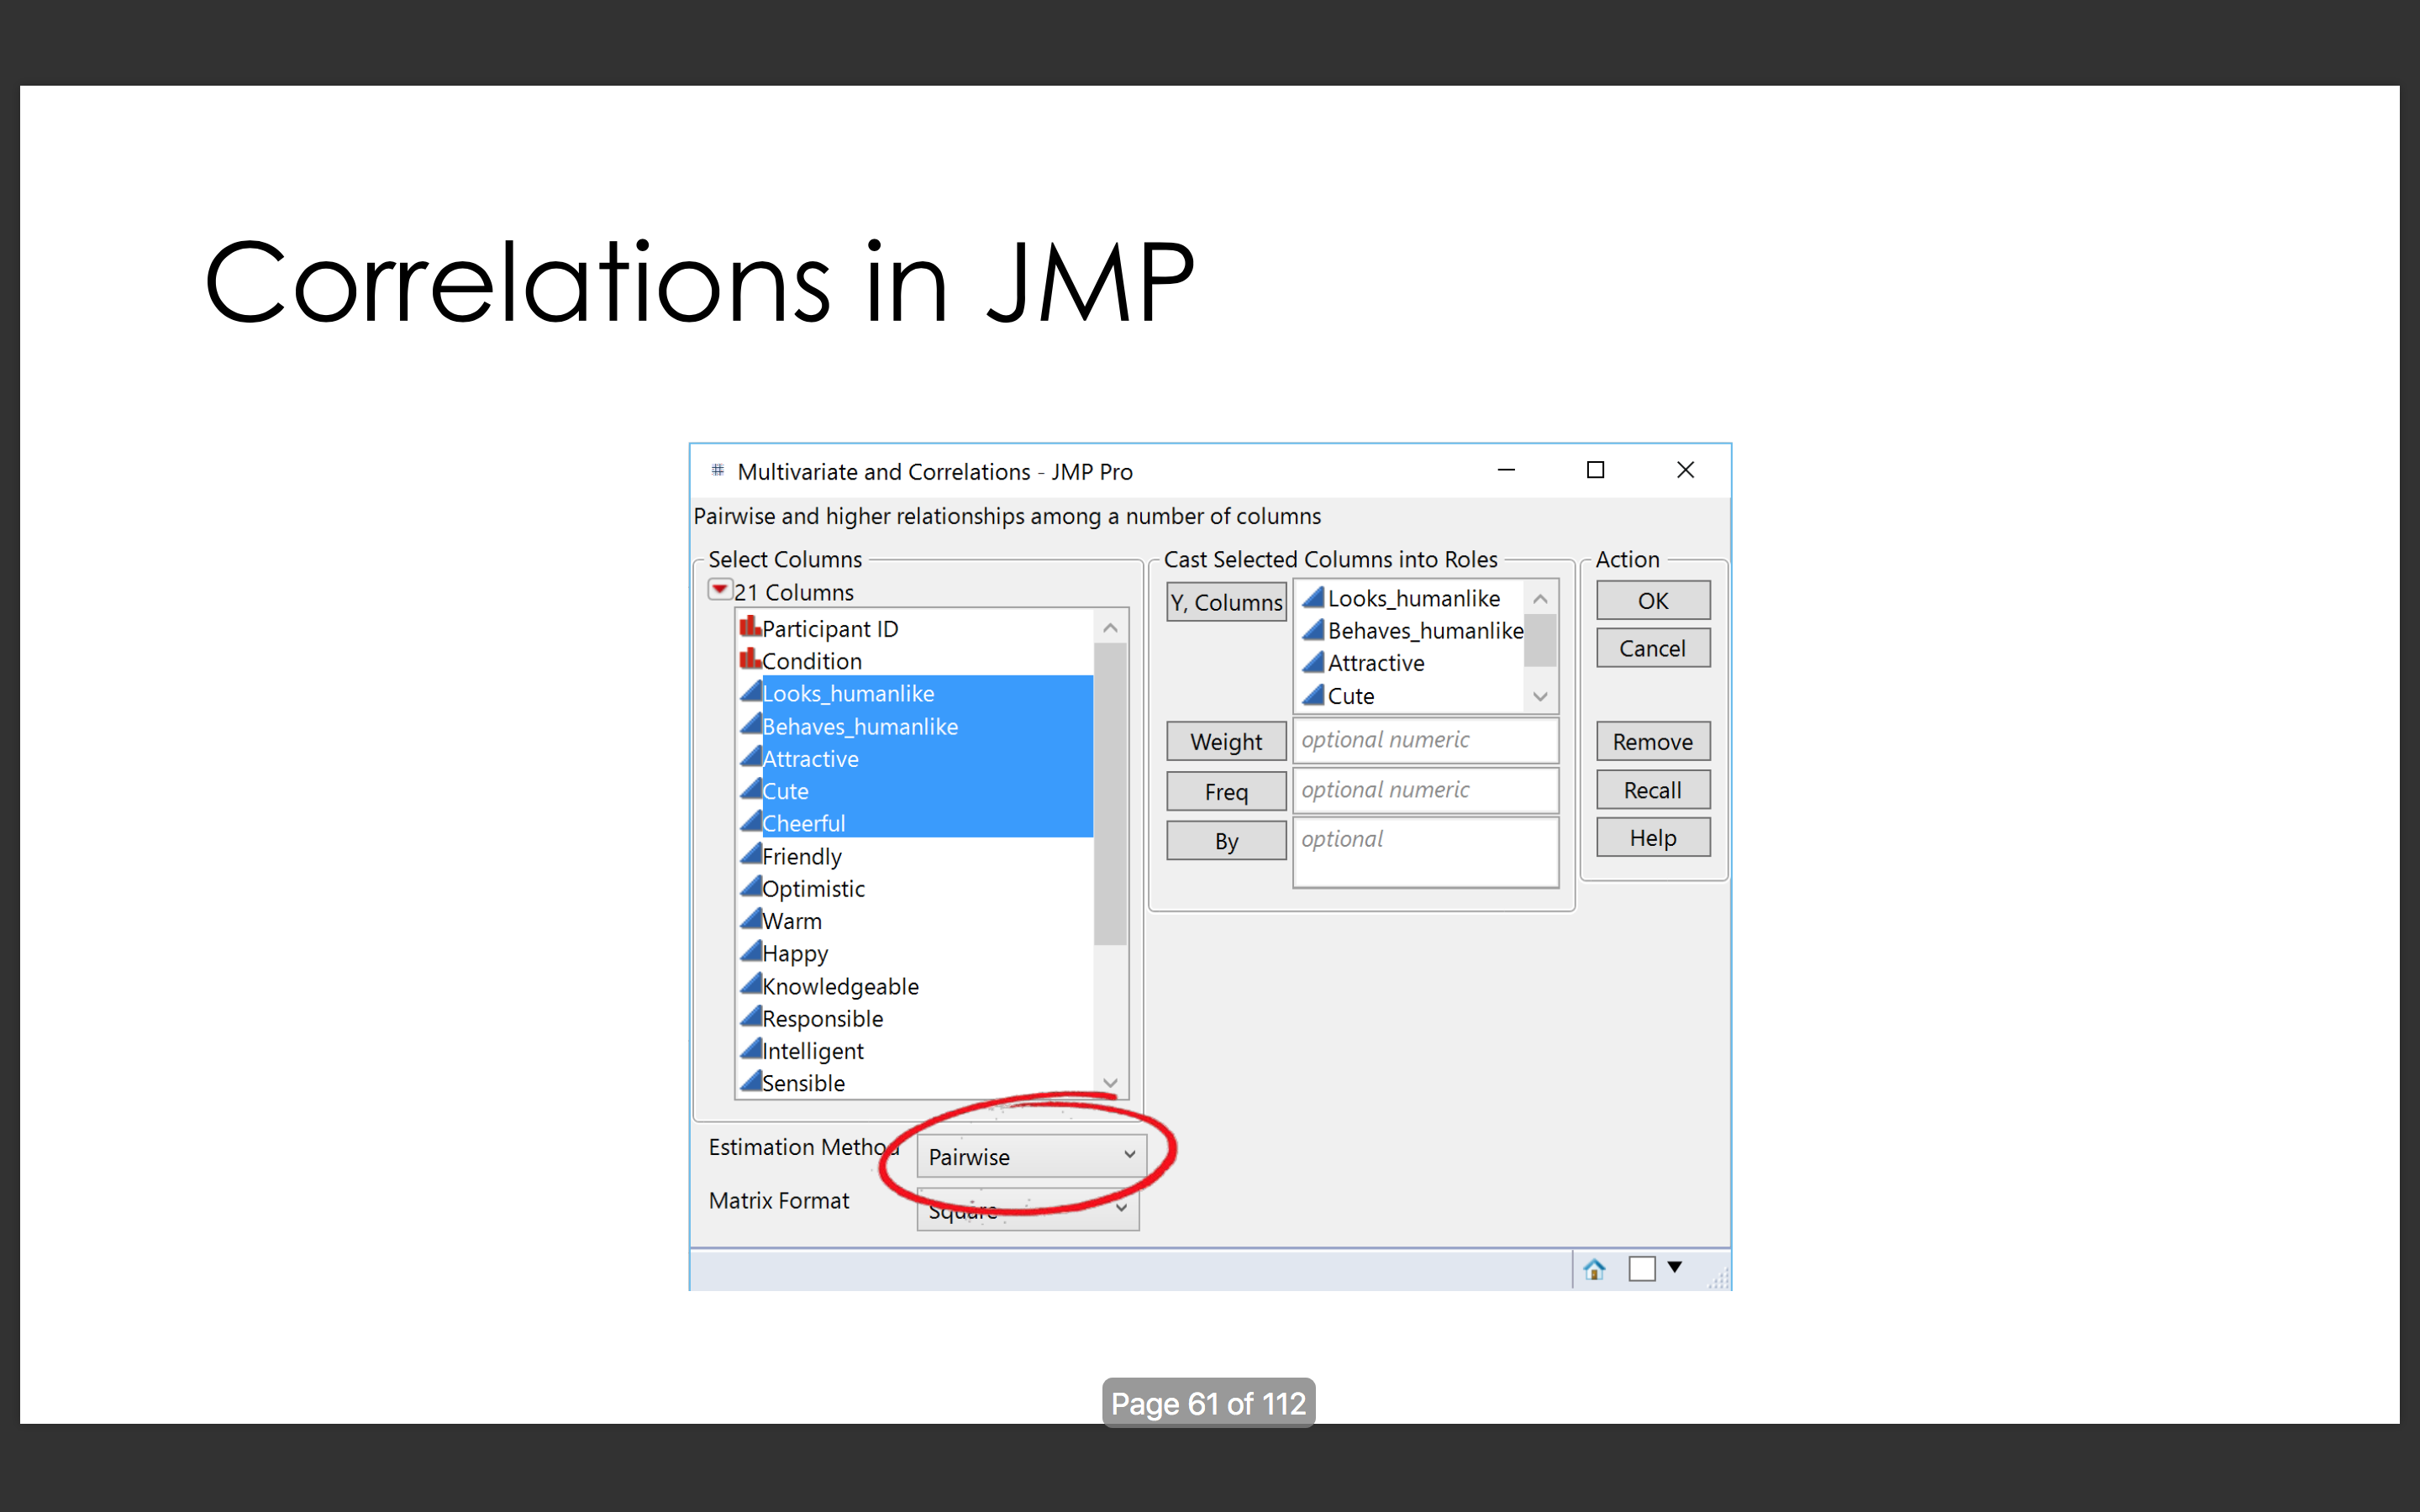 Correlations in JMP
Multivariate and Correlations - JMP Pro
Pairwise and higher relationships among a number of columns
Select Columns
21 Columns
Participant ID
Condition
Looks_humanlike
Behaves_humanlike
Attractive
Cute
Cheerful
Friendly
Optimistic
Warm
Happy
Knowledgeable
Responsible
Intelligent
Sensible
Estimation Method
Pairwise
Matrix Format
Square
Cast Selected Columns into Roles
Y, Columns
Looks_humanlike
Behaves_humanlike
Attractive
Cute
Weight
optional numeric
Freq
optional numeric
By
optional
Action
OK
Cancel
Remove
Recall
Help
Page 61 of 112